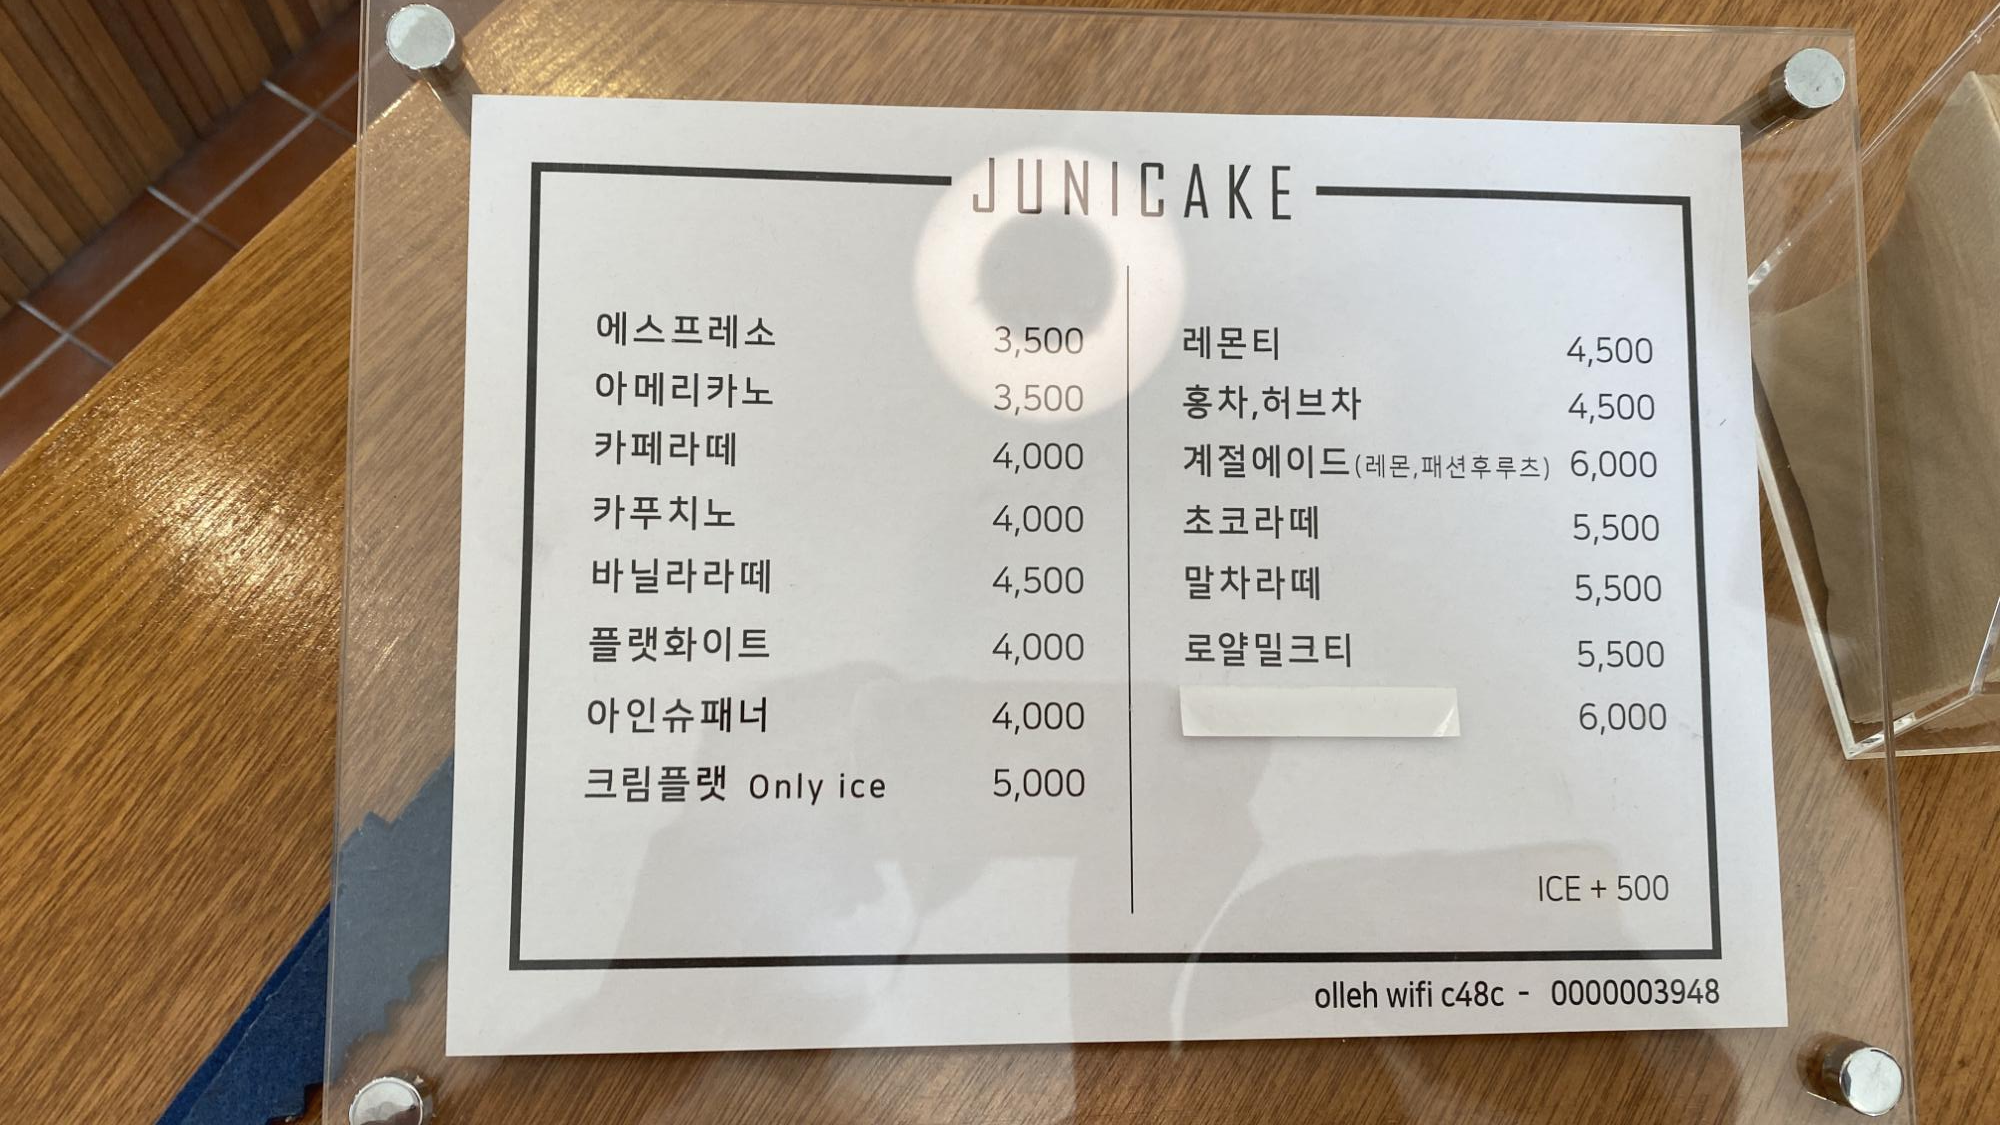 JUNICAKE
에스프레소 3,500
아메리카노 3,500
카페라떼 4,000
카푸치노 4,000
바닐라라떼 4,500
플랫화이트 4,000
아인슈패너 4,000
크림플랫 Only ice 5,000
레몬티 4,500
홍차,허브차 4,500
계절에이드(레몬,패션후루츠) 6,000
초코라떼 5,500
말차라떼 5,500
로얄밀크티 5,500
6,000
ICE + 500
olleh wifi c48c - 0000003948